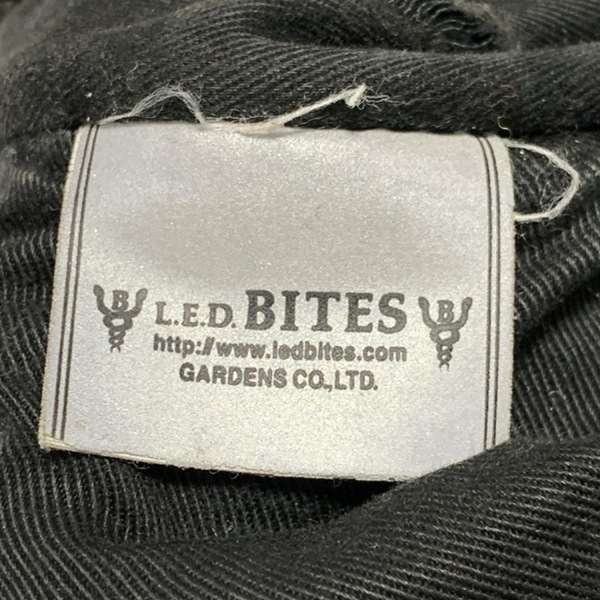 B L.E.D. BITES B
http://www.ledbites.com
GARDENS CO.,LTD.